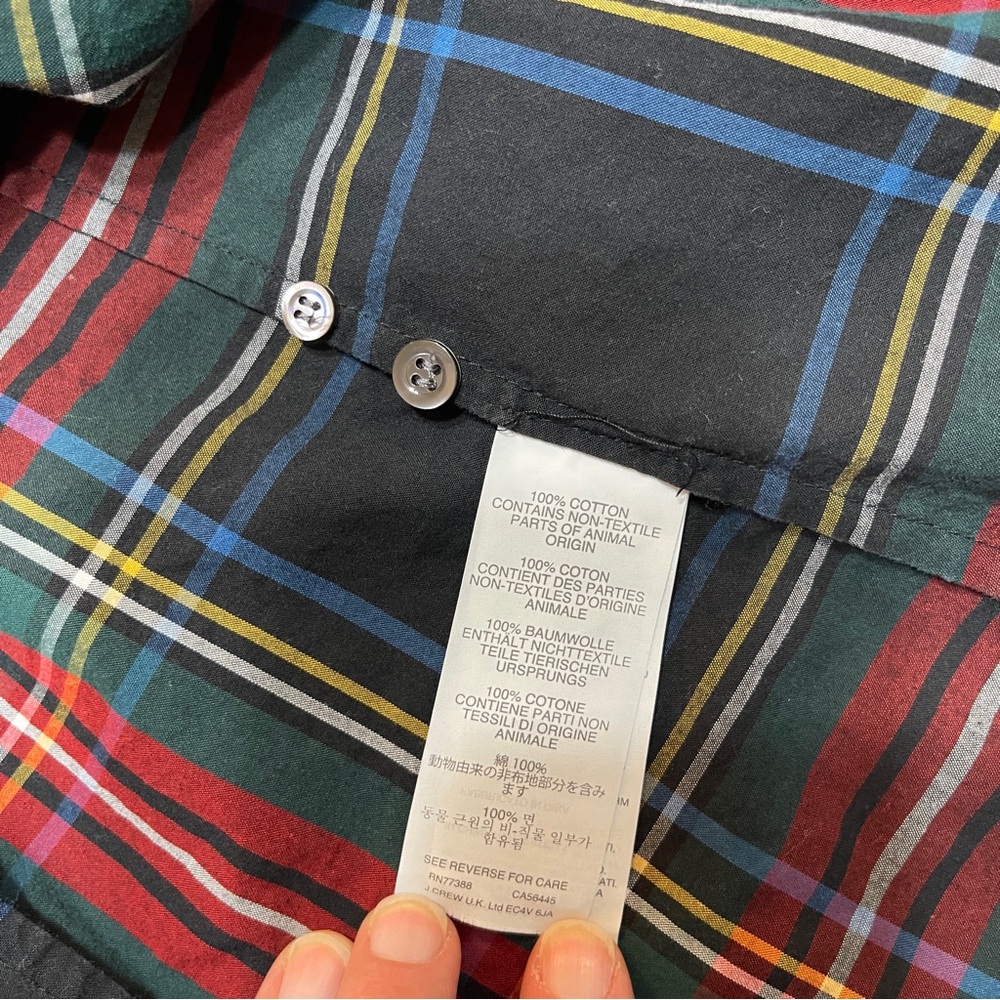 100% COTTON
CONTAINS NON-TEXTILE
PARTS OF ANIMAL
ORIGIN
100% COTON
CONTIENT DES PARTIES
NON-TEXTILES D'ORIGINE
ANIMALE
100% BAUMWOLLE
ENTHÄLT NICHTTEXTILE
TEILE TIERISCHEN
URSPRUNGS
100% COTONE
CONTIENE PARTI NON
TESSILI DI ORIGINE
ANIMALE
綿 100%
動物由来の非布地部分を含み
ます
100% 면
동물 근원의 비-직물 일부가
함유됨
SEE REVERSE FOR CARE
RN77388 CA56445
J.CREW U.K. Ltd EC4V 6JA